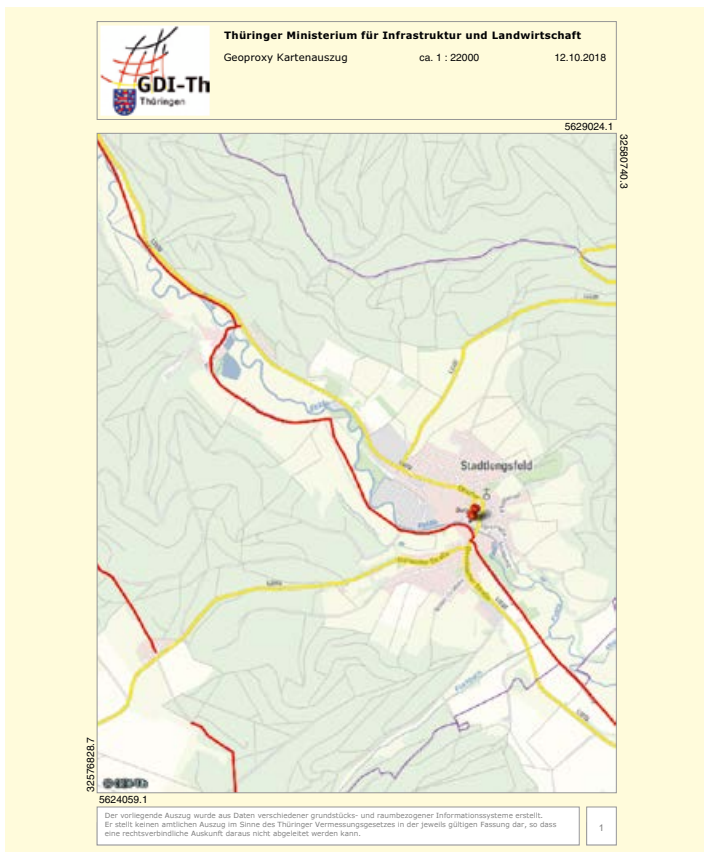 Thüringer Ministerium für Infrastruktur und Landwirtschaft
Geoproxy Kartenauszug ca. 1 : 22000 12.10.2018
GDI-Th
Thüringen
5629024.1
32580740.3
Stadtlengsfeld
Felda
32576828.7
© GDI-Th
5624059.1
Der vorliegende Auszug wurde aus Daten verschiedener grundstücks- und raumbezogener Informationssysteme erstellt.
Er stellt keinen amtlichen Auszug im Sinne des Thüringer Vermessungsgesetzes in der jeweils gültigen Fassung dar, so dass
eine rechtsverbindliche Auskunft daraus nicht abgeleitet werden kann.
1